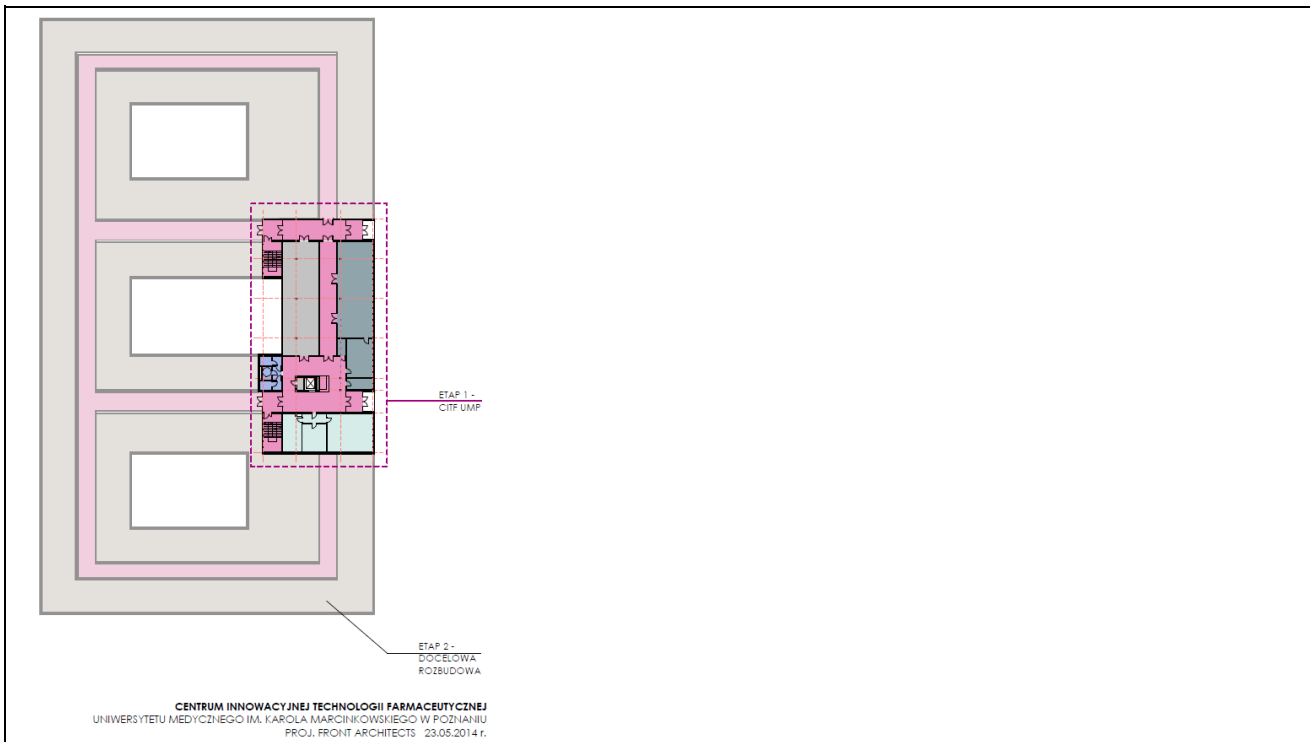 ETAP 1 -
CITF UMP
ETAP 2 -
DOCELOWA
ROZBUDOWA
CENTRUM INNOWACYJNEJ TECHNOLOGII FARMACEUTYCZNEJ
UNIWERSYTETU MEDYCZNEGO IM. KAROLA MARCINKOWSKIEGO W POZNANIU
PROJ. FRONT ARCHITECTS 23.05.2014 r.